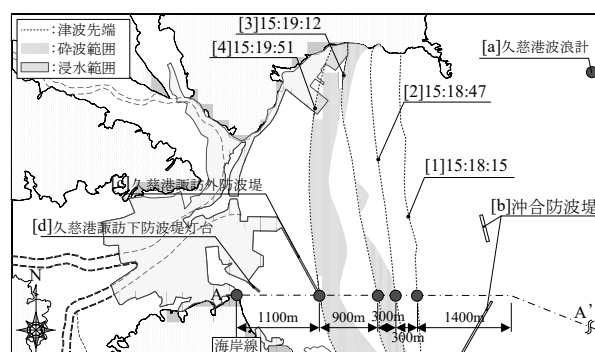 津波先端
砕波範囲
浸水範囲
[3]15:19:12
[4]15:19:51
[a]久慈港波浪計
[2]15:18:47
[c]久慈港諏訪外防波堤
[1]15:18:15
[b]沖合防波堤
[d]久慈港諏訪下防波堤灯台
N
A
A’
1100m
900m
300m
300m
1400m
海岸線